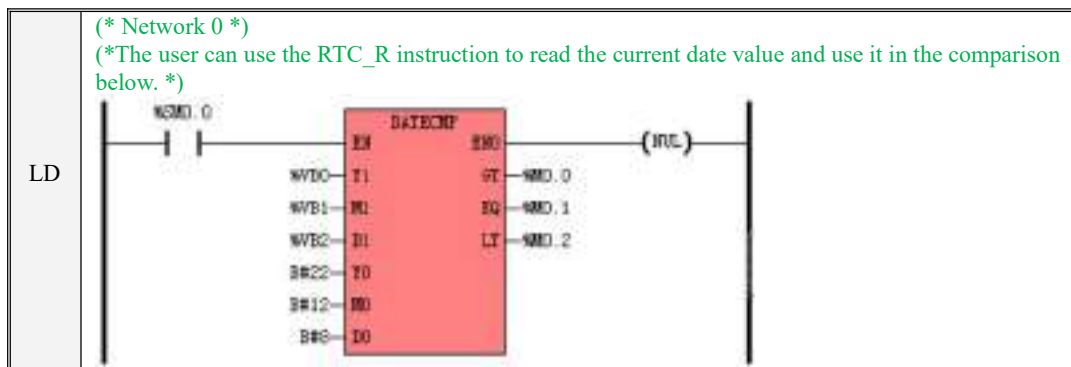 (* Network 0 *)
(*The user can use the RTC_R instruction to read the current date value and use it in the comparison
below. *)
%SM0.0
DATECMP
EN ENO (NUL)
%VB0 Y1 GT %M0.0
%VB1 M1 EQ %M0.1
LD
%VB2 D1 LT %M0.2
B#22 Y0
B#12 M0
B#8 D0